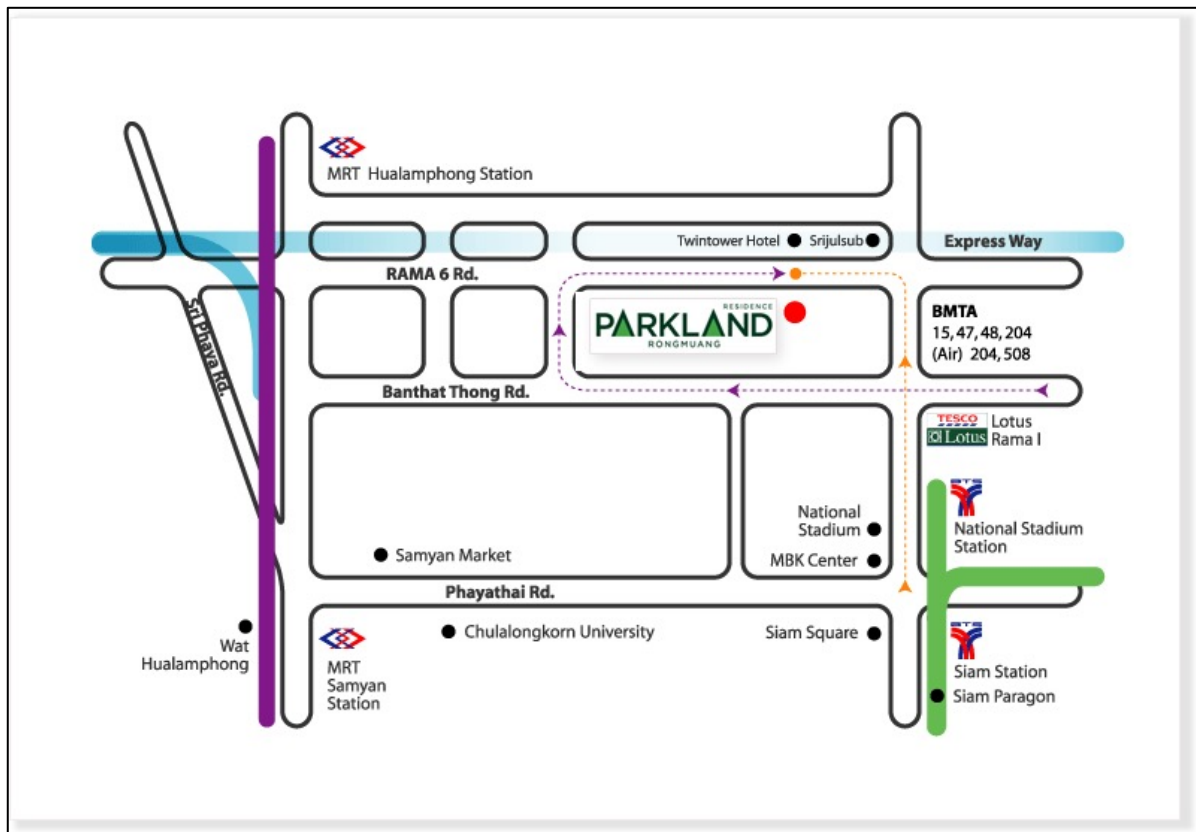 MRT Hualamphong Station
Twintower Hotel
Srijulsub
Express Way
RAMA 6 Rd.
Sri Phaya Rd.
RESIDENCE
PARKLAND
RONGMUANG
BMTA
15, 47, 48, 204
(Air) 204, 508
Banthat Thong Rd.
TESCO
Lotus
Lotus
Rama I
BTS
National Stadium
Station
National
Stadium
MBK Center
Samyan Market
Phayathai Rd.
Wat
Hualamphong
MRT
Samyan
Station
Chulalongkorn University
Siam Square
BTS
Siam Station
Siam Paragon